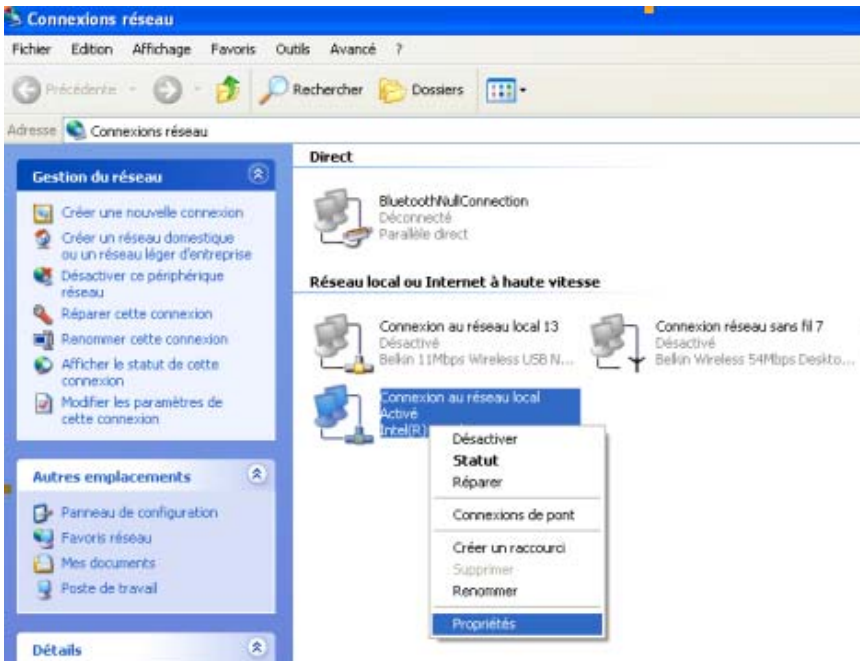 Connexions réseau
Fichier Edition Affichage Favoris Outils Avancé ?
Précédente Rechercher Dossiers
Adresse Connexions réseau
Gestion du réseau
Créer une nouvelle connexion
Créer un réseau domestique
ou un réseau léger d'entreprise
Désactiver ce périphérique
réseau
Réparer cette connexion
Renommer cette connexion
Afficher le statut de cette
connexion
Modifier les paramètres de
cette connexion
Autres emplacements
Panneau de configuration
Favoris réseau
Mes documents
Poste de travail
Détails
Direct
BluetoothNullConnection
Déconnecté
Parallèle direct
Réseau local ou Internet à haute vitesse
Connexion au réseau local 13
Désactivé
Belkin 11Mbps Wireless USB N...
Connexion réseau sans fil 7
Désactivé
Belkin Wireless 54Mbps Deskto...
Connexion au réseau local
Activé
Intel(R)
Désactiver
Statut
Réparer
Connexions de pont
Créer un raccourci
Supprimer
Renommer
Propriétés